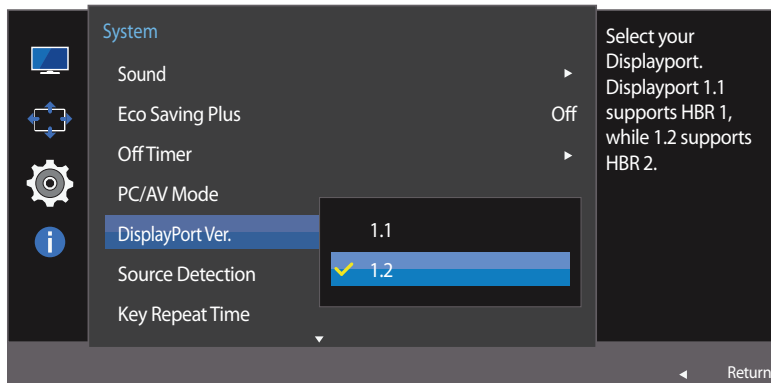 System
Sound
Eco Saving Plus Off
Off Timer
PC/AV Mode
DisplayPort Ver.
1.1
1.2
Source Detection
Key Repeat Time
Select your
Displayport.
Displayport 1.1
supports HBR 1,
while 1.2 supports
HBR 2.
Return